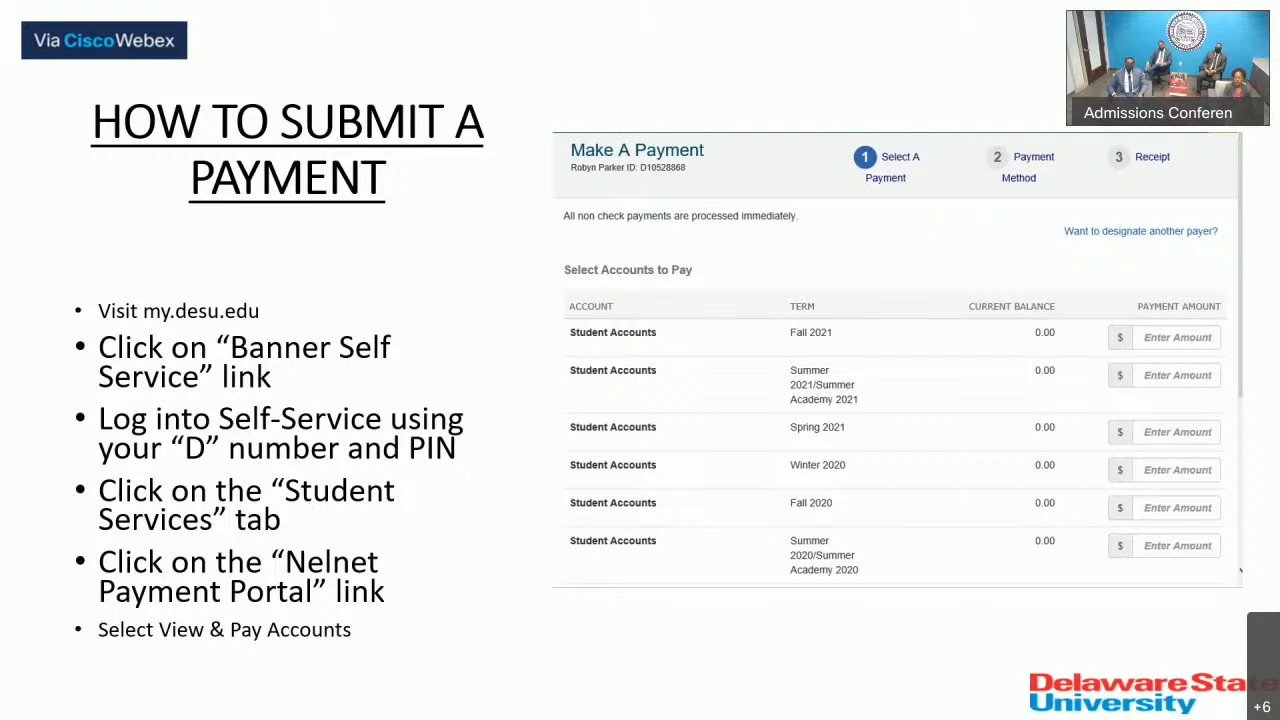 Via CiscoWebex
Admissions Conferen
HOW TO SUBMIT A
PAYMENT
• Visit my.desu.edu
• Click on “Banner Self
Service” link
• Log into Self-Service using
your “D” number and PIN
• Click on the “Student
Services” tab
• Click on the “Nelnet
Payment Portal” link
• Select View & Pay Accounts
Make A Payment
Robyn Parker ID: D10528868
1 Select A
Payment
2 Payment
Method
3 Receipt
All non check payments are processed immediately.
Want to designate another payer?
Select Accounts to Pay
ACCOUNT TERM CURRENT BALANCE PAYMENT AMOUNT
Student Accounts Fall 2021 0.00 $ Enter Amount
Student Accounts Summer 0.00 $ Enter Amount
2021/Summer
Academy 2021
Student Accounts Spring 2021 0.00 $ Enter Amount
Student Accounts Winter 2020 0.00 $ Enter Amount
Student Accounts Fall 2020 0.00 $ Enter Amount
Student Accounts Summer 0.00 $ Enter Amount
2020/Summer
Academy 2020
Delaware State
University
+6